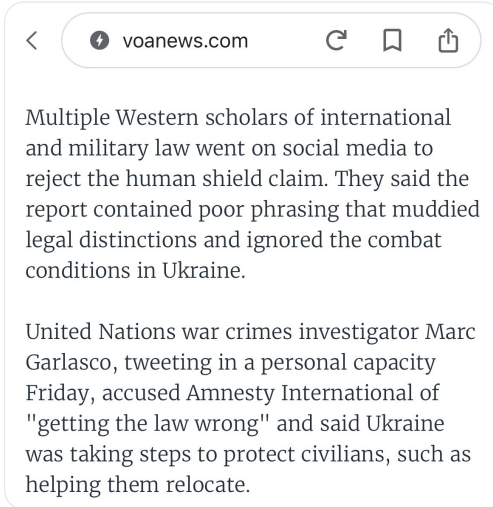 voanews.com
Multiple Western scholars of international
and military law went on social media to
reject the human shield claim. They said the
report contained poor phrasing that muddied
legal distinctions and ignored the combat
conditions in Ukraine.
United Nations war crimes investigator Marc
Garlasco, tweeting in a personal capacity
Friday, accused Amnesty International of
"getting the law wrong" and said Ukraine
was taking steps to protect civilians, such as
helping them relocate.